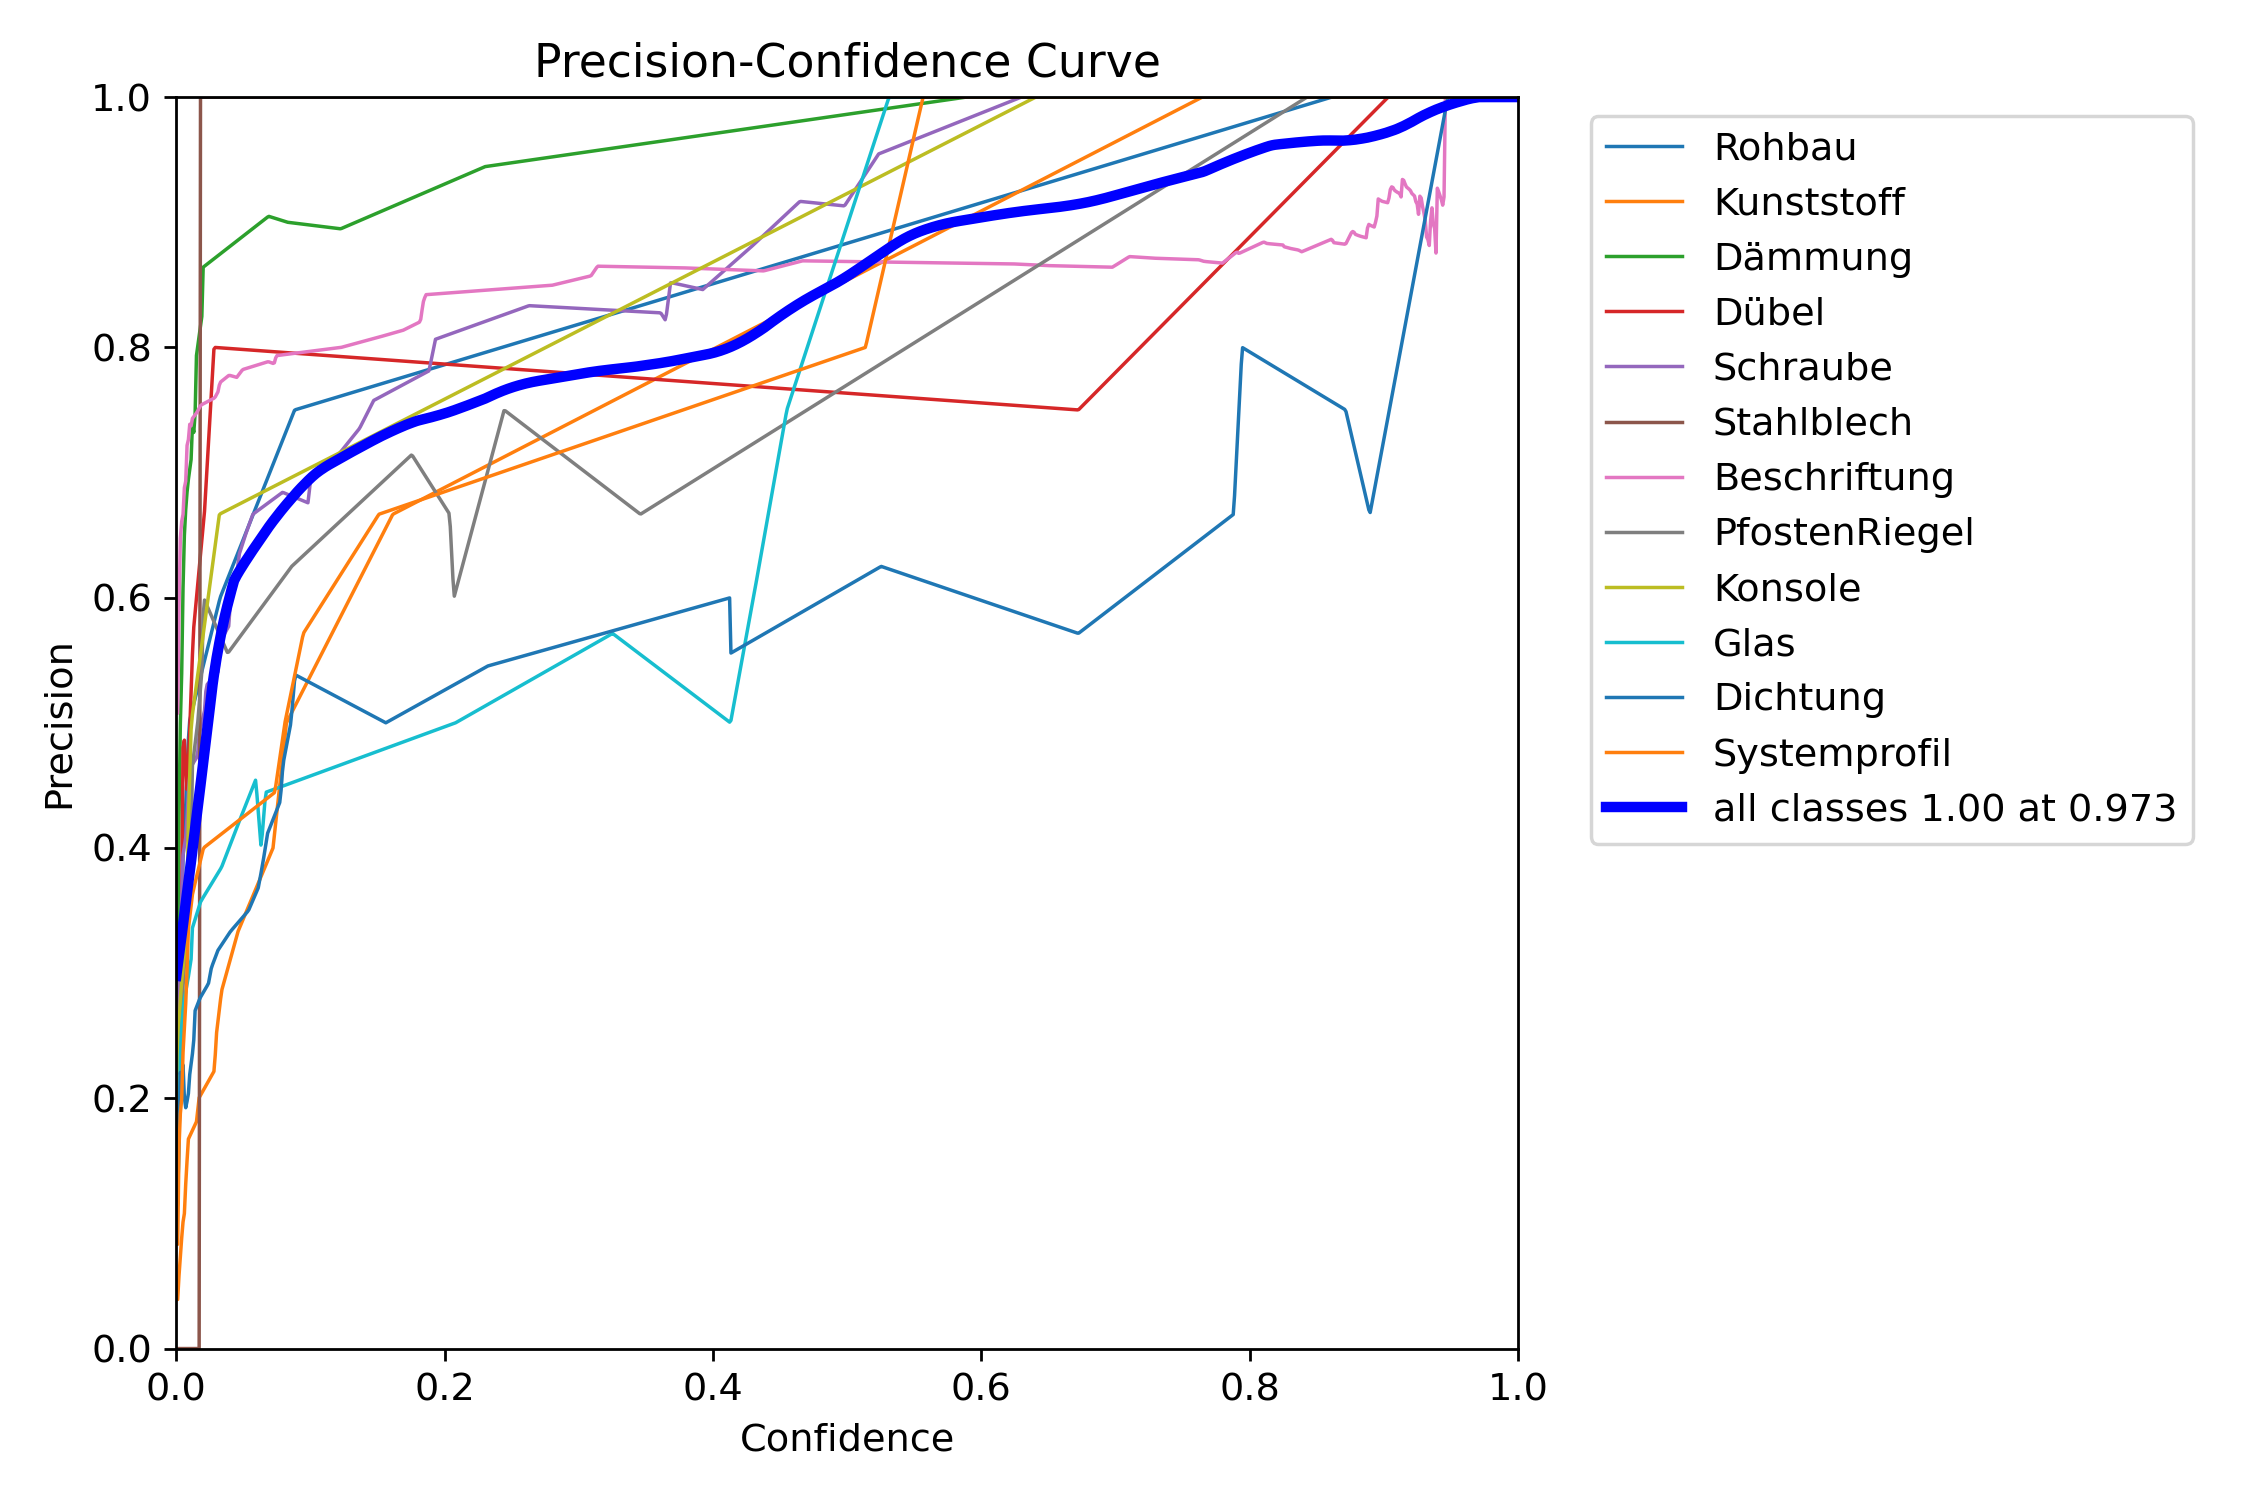 Precision-Confidence Curve
1.0
0.8
0.6
0.4
0.2
0.0
Precision
0.0 0.2 0.4 0.6 0.8 1.0
Confidence
Rohbau
Kunststoff
Dämmung
Dübel
Schraube
Stahlblech
Beschriftung
PfostenRiegel
Konsole
Glas
Dichtung
Systemprofil
all classes 1.00 at 0.973